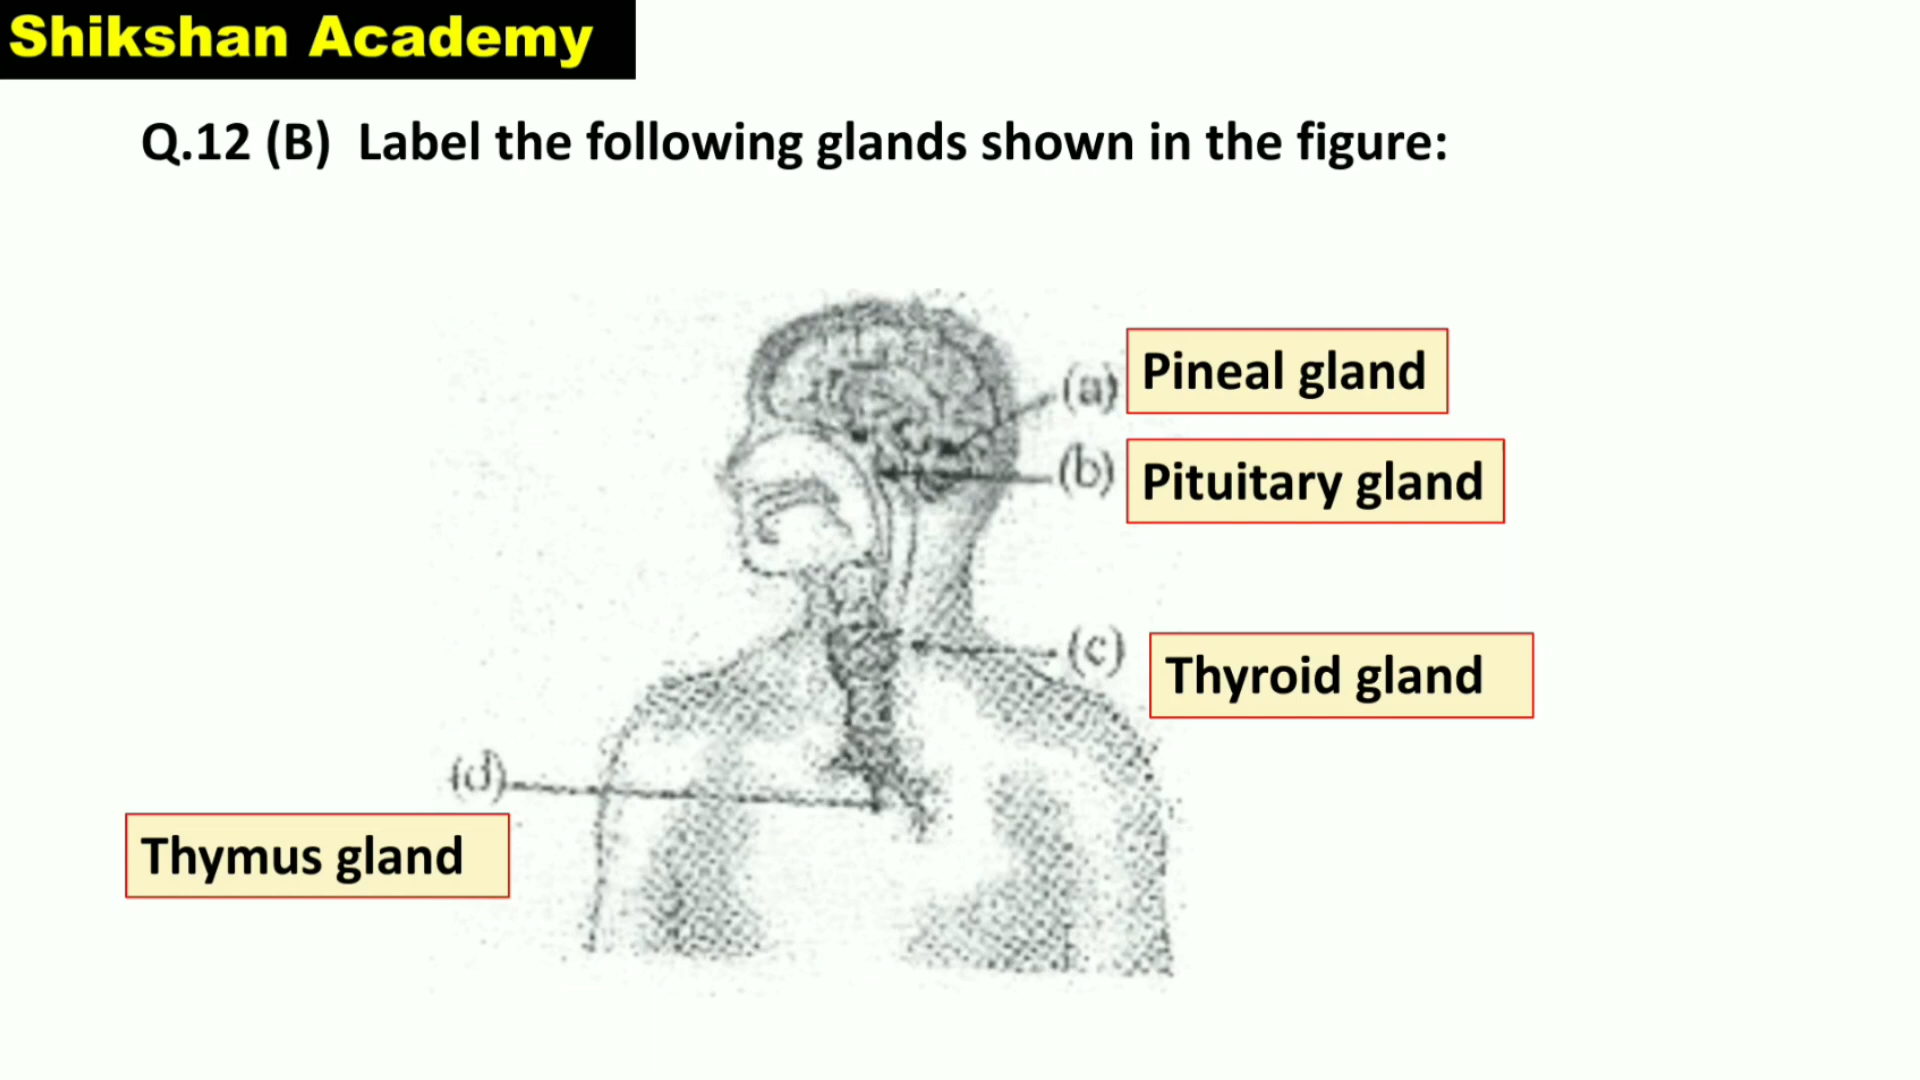 Shikshan Academy
Q.12 (B) Label the following glands shown in the figure:
(a) Pineal gland
(b) Pituitary gland
(c) Thyroid gland
(d)
Thymus gland